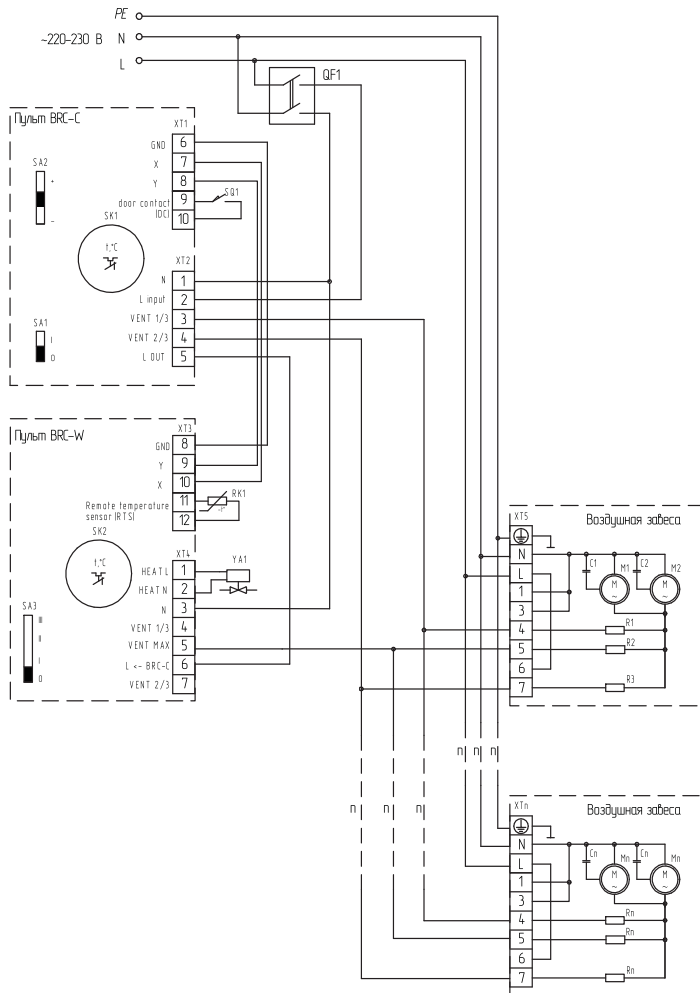 PE
~220-230 В N
L
QF1
Пульт BRC-C
XT1
SA2
+
-
GND 6
X 7
Y 8
9
door contact
(DC)
10
SQ1
SK1
t,°C
XT2
N 1
L input 2
VENT 1/3 3
VENT 2/3 4
L OUT 5
SA1
I
0
Пульт BRC-W
XT3
GND 8
Y 9
X 10
11
Remote temperature
sensor (RTS)
12
RK1
-t°
SK2
t,°C
XT4
HEAT L 1
HEAT N 2
N 3
VENT 1/3 4
VENT MAX 5
L <- BRC-C 6
VENT 2/3 7
YA1
SA3
III
II
I
0
XT5
Воздушная завеса
N
L
1
3
4
5
6
7
C1
M1
C2
M2
M
~
M
~
R1
R2
R3
n
n
n
n
n
n
XTn
Воздушная завеса
N
L
1
3
4
5
6
7
Cn
Mn
Cn
Mn
M
~
M
~
Rn
Rn
Rn